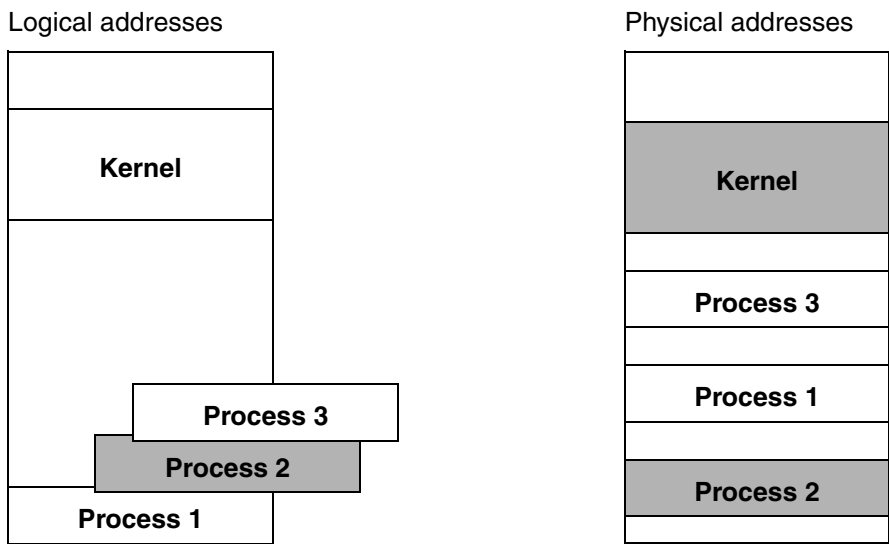 Logical addresses
Kernel
Process 3
Process 2
Process 1
Physical addresses
Kernel
Process 3
Process 1
Process 2